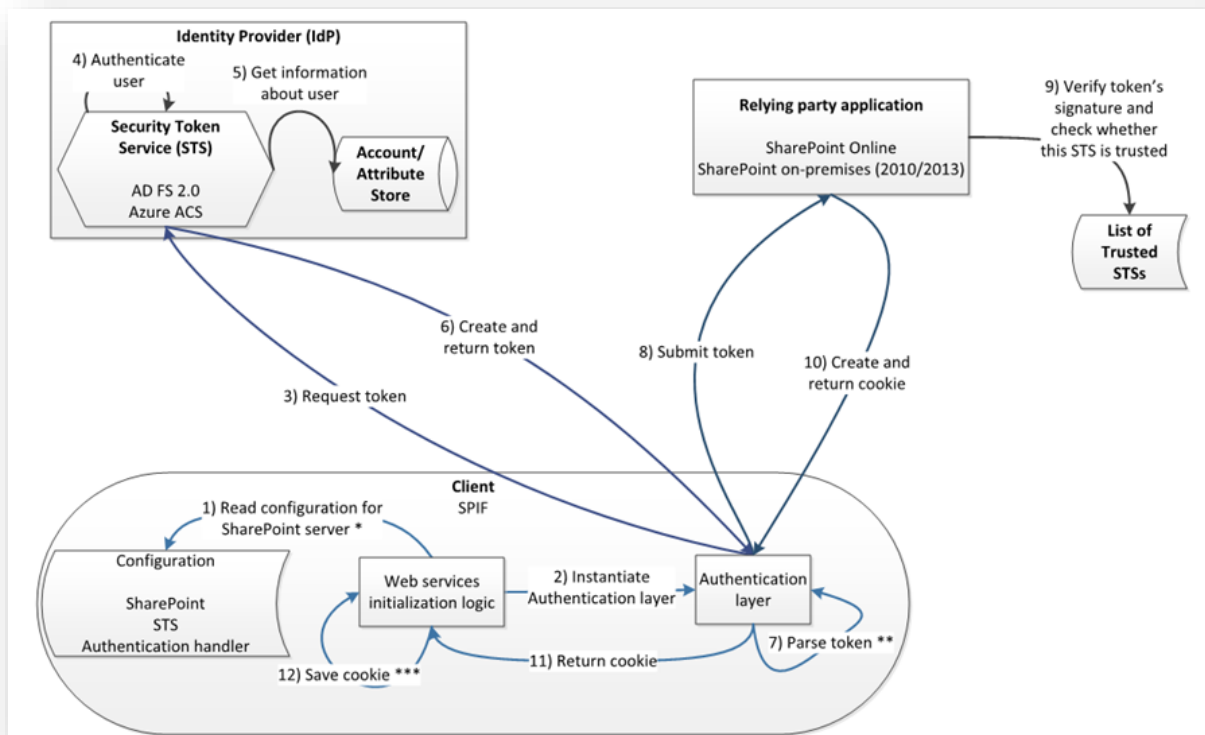 Identity Provider (IdP)
4) Authenticate
user
5) Get information
about user
Security Token
Service (STS)
AD FS 2.0
Azure ACS
Account/
Attribute
Store
Relying party application
SharePoint Online
SharePoint on-premises (2010/2013)
9) Verify token's
signature and
check whether
this STS is trusted
List of
Trusted
STSs
6) Create and
return token
3) Request token
8) Submit token
10) Create and
return cookie
Client
SPIF
1) Read configuration for
SharePoint server *
Configuration
SharePoint
STS
Authentication handler
Web services
initialization logic
2) Instantiate
Authentication layer
Authentication
layer
7) Parse token **
11) Return cookie
12) Save cookie ***